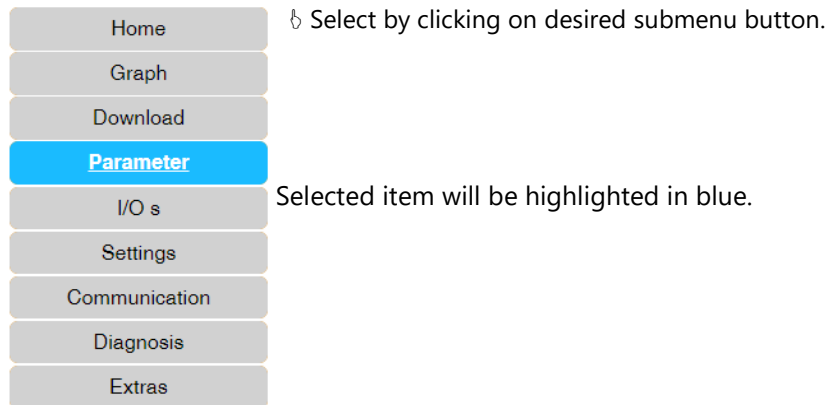 Home
👆 Select by clicking on desired submenu button.
Graph
Download
Parameter
I/O s
Selected item will be highlighted in blue.
Settings
Communication
Diagnosis
Extras